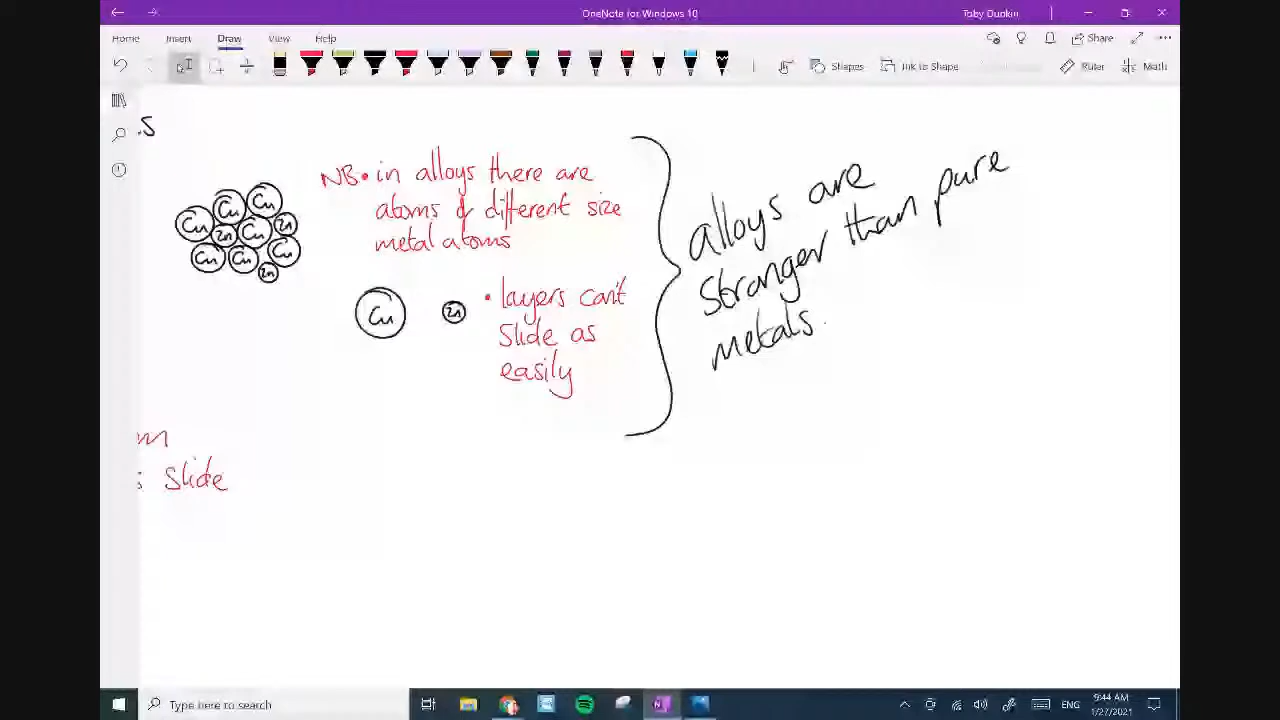 OneNote for Windows 10
Toby Dunkin
Home Insert Draw View Help
Share
Shapes
Ink to Shape
Ruler
Math
.s
NB • in alloys there are
atoms of different size
metal atoms
Cu Cu Cu Zn Zn Cu Cu Cu Cu Zn
Cu Zn
• layers can't
slide as
easily
alloys are
stronger than pure
metals.
slide
Type here to search
ENG
9:44 AM
1/27/2021